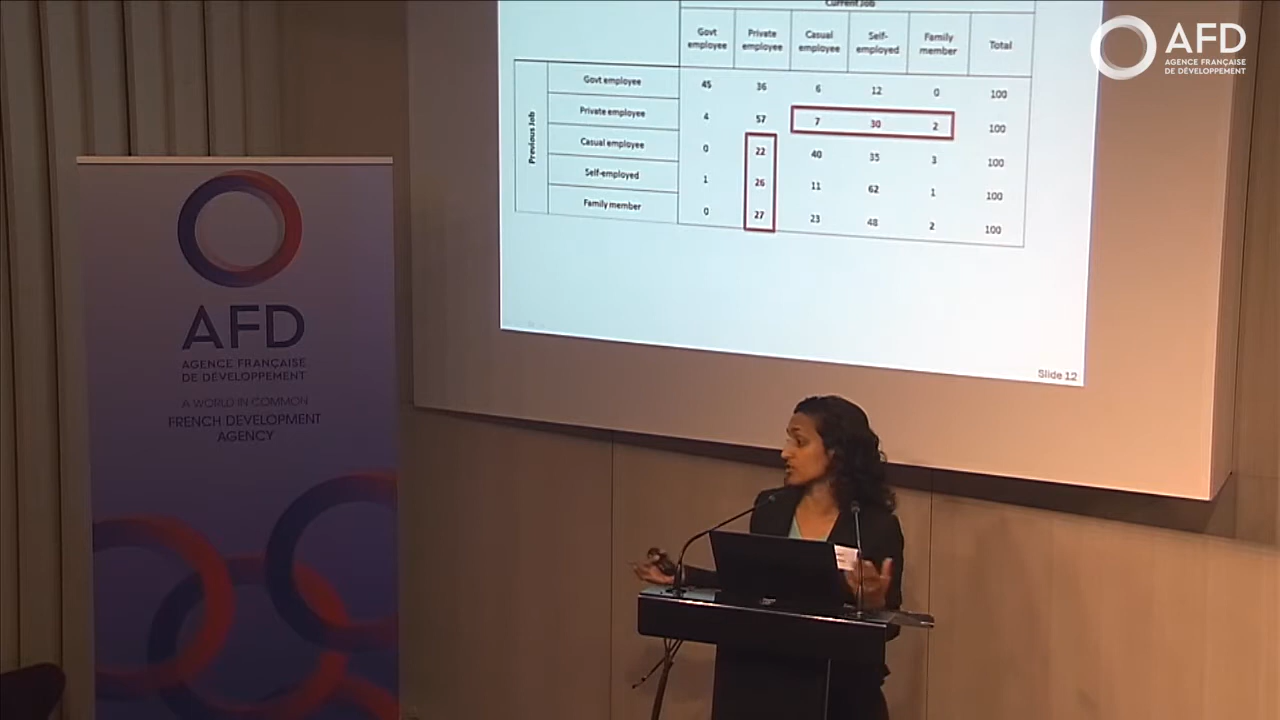 Current Job
Govt employee Private employee Casual employee Self-employed Family member Total
Previous Job
Govt employee 45 36 6 12 0 100
Private employee 4 57 7 30 2 100
Casual employee 0 22 40 35 3 100
Self-employed 1 26 11 62 1 100
Family member 0 27 23 48 2 100
Slide 12
AFD
AGENCE FRANÇAISE
DE DÉVELOPPEMENT
AFD
AGENCE FRANÇAISE
DE DÉVELOPPEMENT
A WORLD IN COMMON
FRENCH DEVELOPMENT
AGENCY